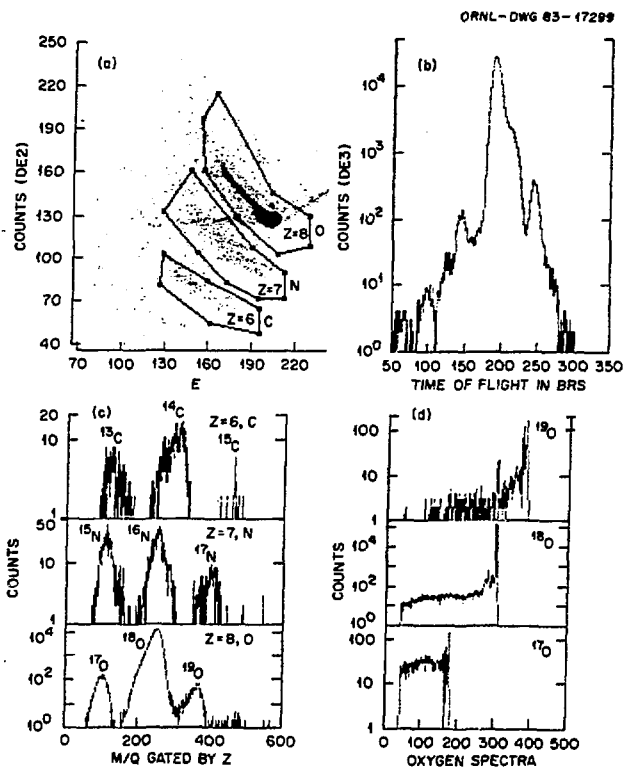 ORNL-DWG 83-17299
(a)
COUNTS (DE2)
250
220
190
160
130
100
70
40
Z=8 O
Z=7 N
Z=6 C
70 100 130 160 190 220
E
(b)
COUNTS (DE3)
10⁴
10³
10²
10¹
10⁰
50 100 150 200 250 300 350
TIME OF FLIGHT IN BRS
(c)
COUNTS
20
10
1
¹³C ¹⁴C ¹⁵C
Z=6, C
50
10
1
¹⁵N ¹⁶N ¹⁷N
Z=7, N
10⁴
10²
10⁰
¹⁷O ¹⁸O ¹⁹O
Z=8, O
0 200 400 600
M/Q GATED BY Z
(d)
COUNTS
100
10
1
¹⁹O
10⁴
10²
10⁰
¹⁸O
100
10
1
¹⁷O
0 100 200 300 400 500
OXYGEN SPECTRA